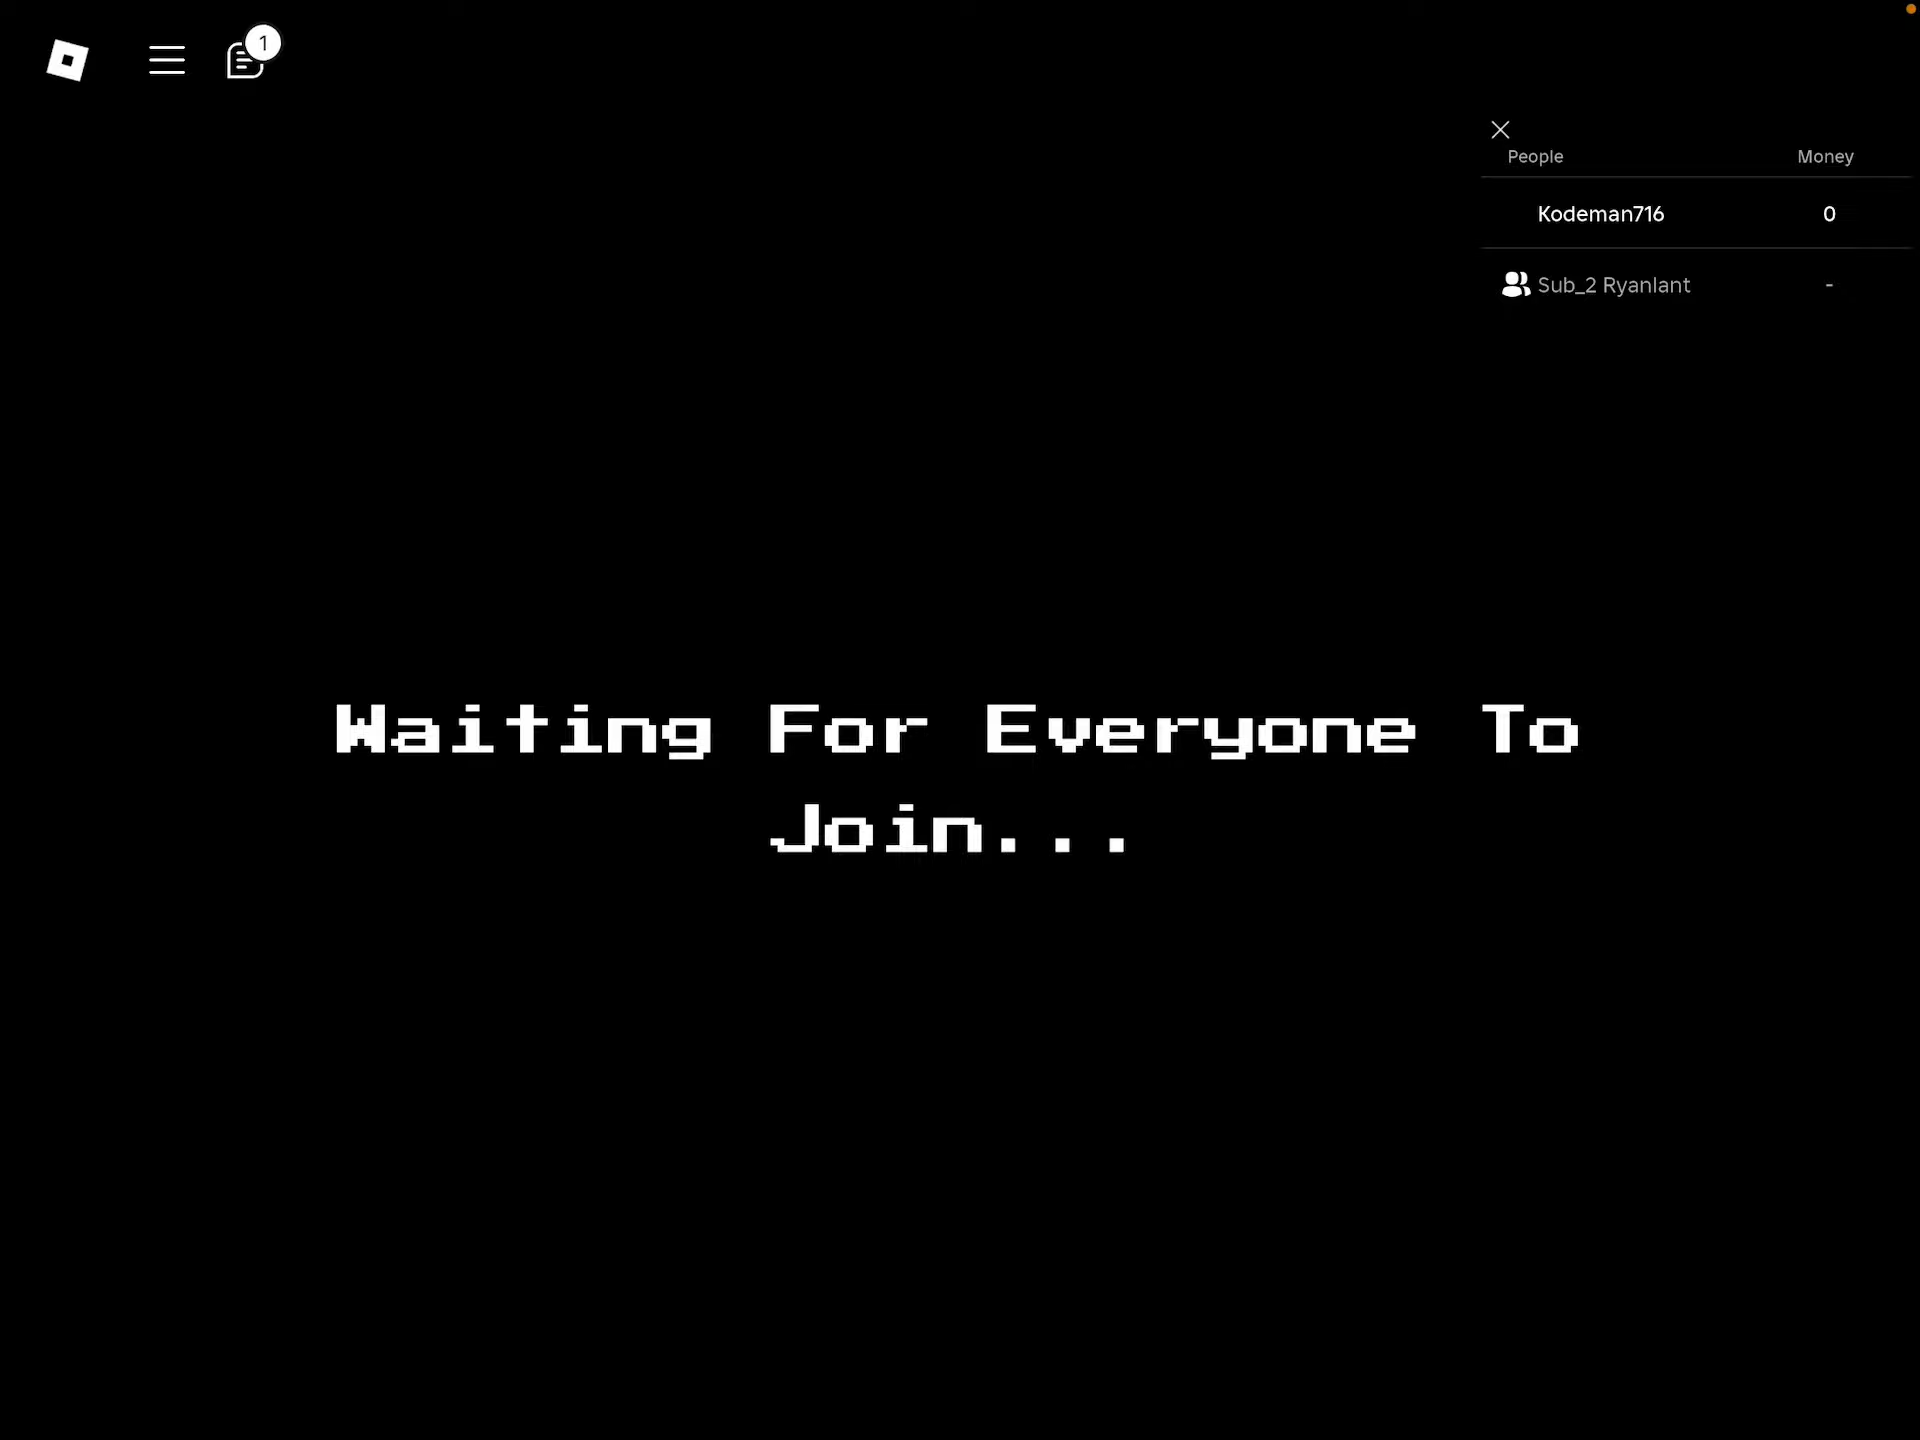 1
People Money
Kodeman716 0
Sub_2 Ryanlant -
Waiting For Everyone To
Join...